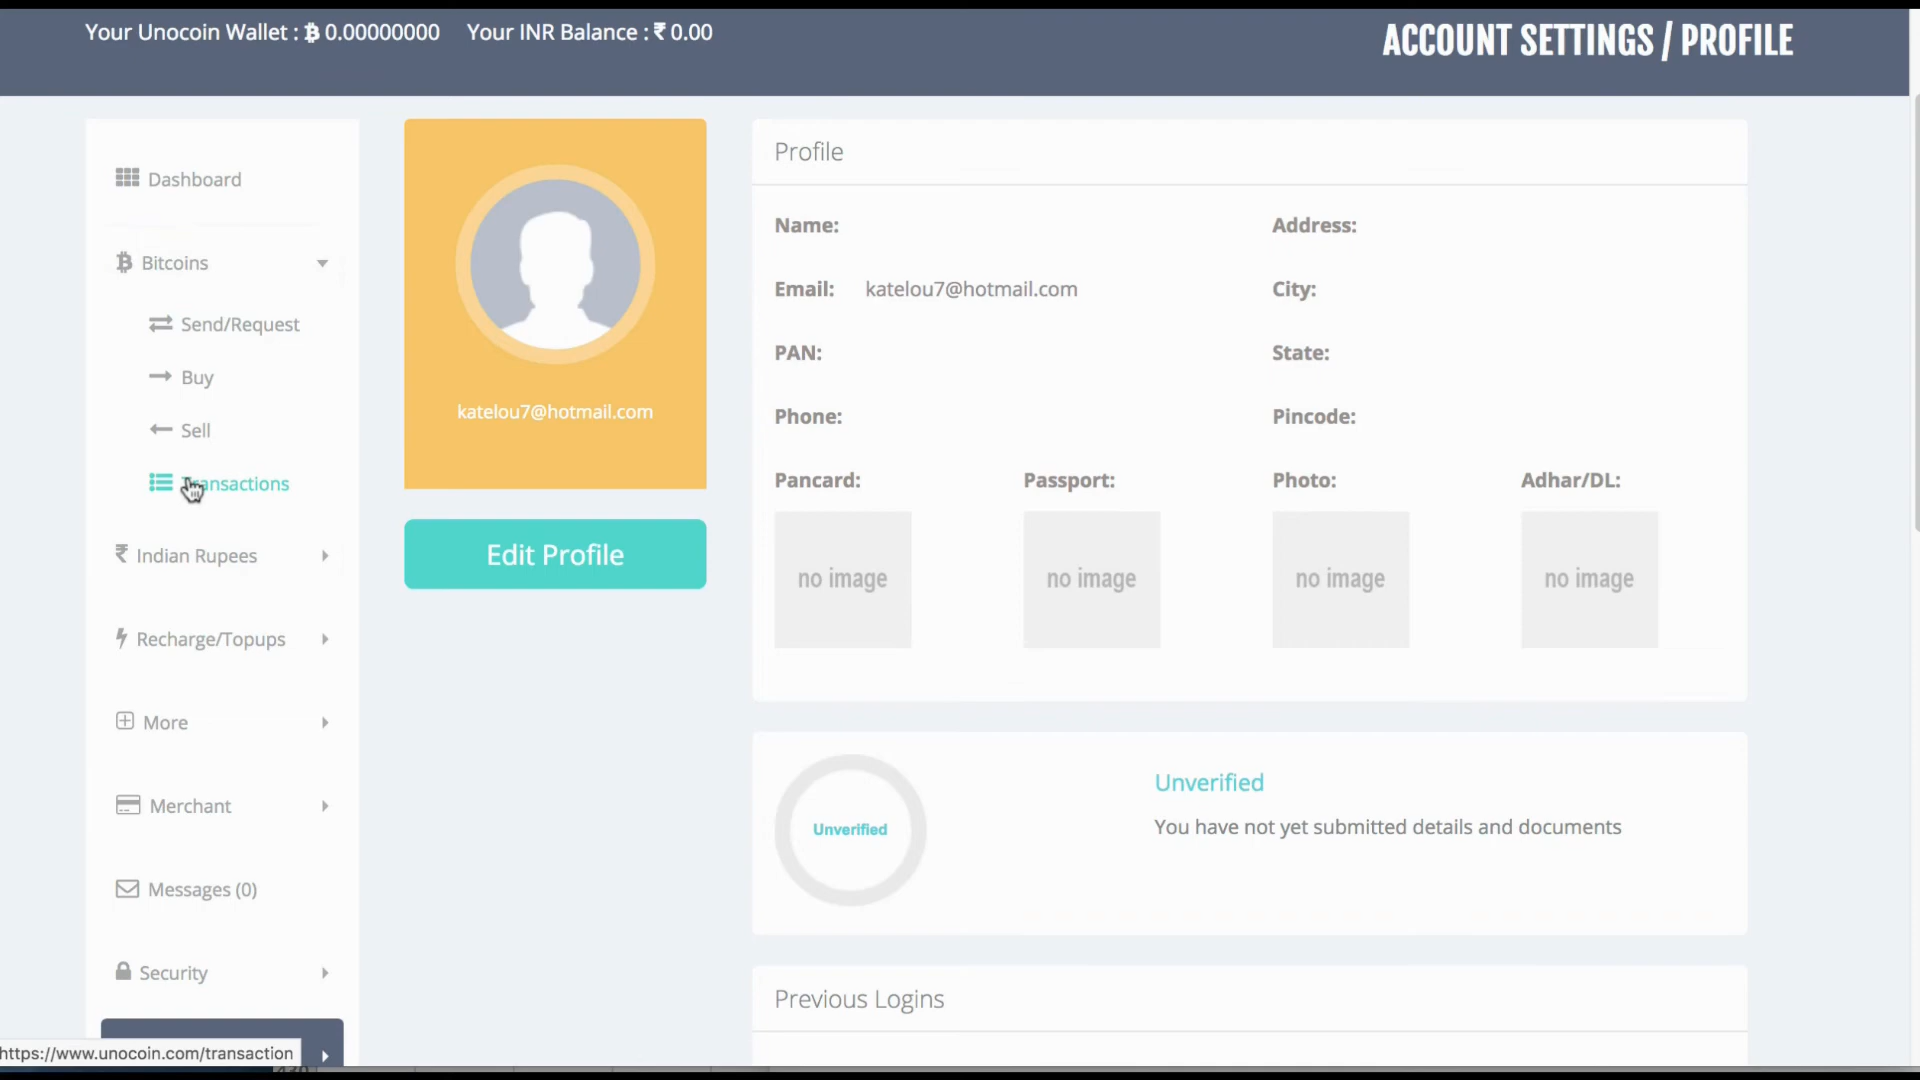 Your Unocoin Wallet : ₿ 0.00000000 Your INR Balance : ₹ 0.00
ACCOUNT SETTINGS / PROFILE
Dashboard
Bitcoins
Send/Request
Buy
Sell
Transactions
₹ Indian Rupees
Recharge/Topups
More
Merchant
Messages (0)
Security
https://www.unocoin.com/transaction
katelou7@hotmail.com
Edit Profile
Profile
Name:
Address:
Email: katelou7@hotmail.com
City:
PAN:
State:
Phone:
Pincode:
Pancard:
Passport:
Photo:
Adhar/DL:
no image
no image
no image
no image
Unverified
Unverified
You have not yet submitted details and documents
Previous Logins